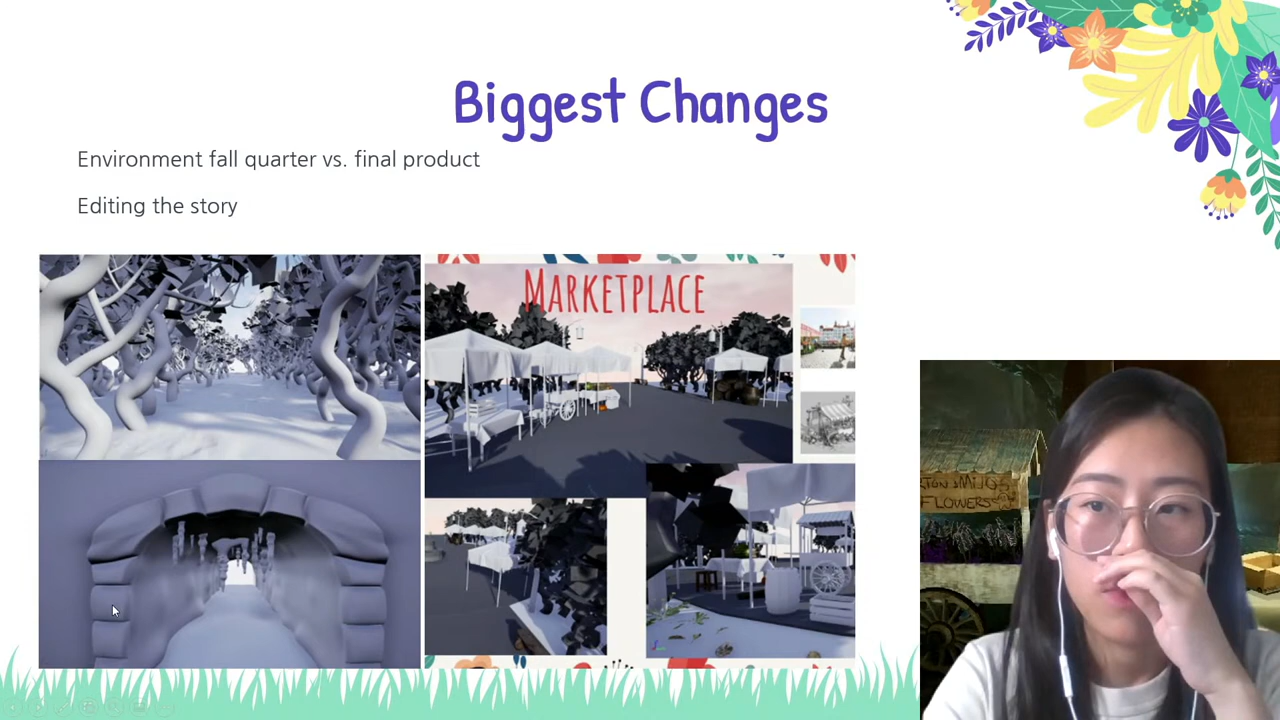 Biggest Changes
Environment fall quarter vs. final product
Editing the story
MARKETPLACE
FLOWERS